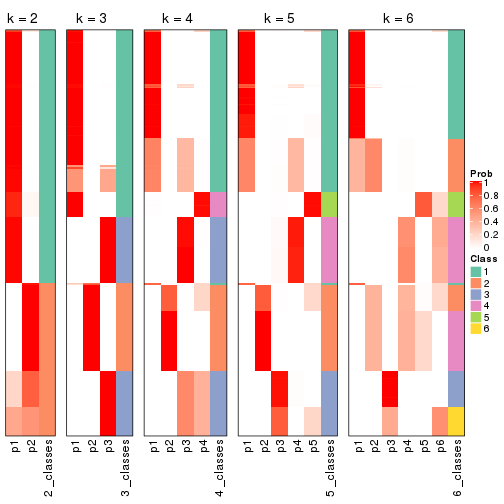 k = 2
k = 3
k = 4
k = 5
k = 6
Prob
1
0.8
0.6
0.4
0.2
0
Class
1
2
3
4
5
6
p1
p2
2_classes
p1
p2
p3
3_classes
p1
p2
p3
p4
4_classes
p1
p2
p3
p4
p5
5_classes
p1
p2
p3
p4
p5
p6
6_classes